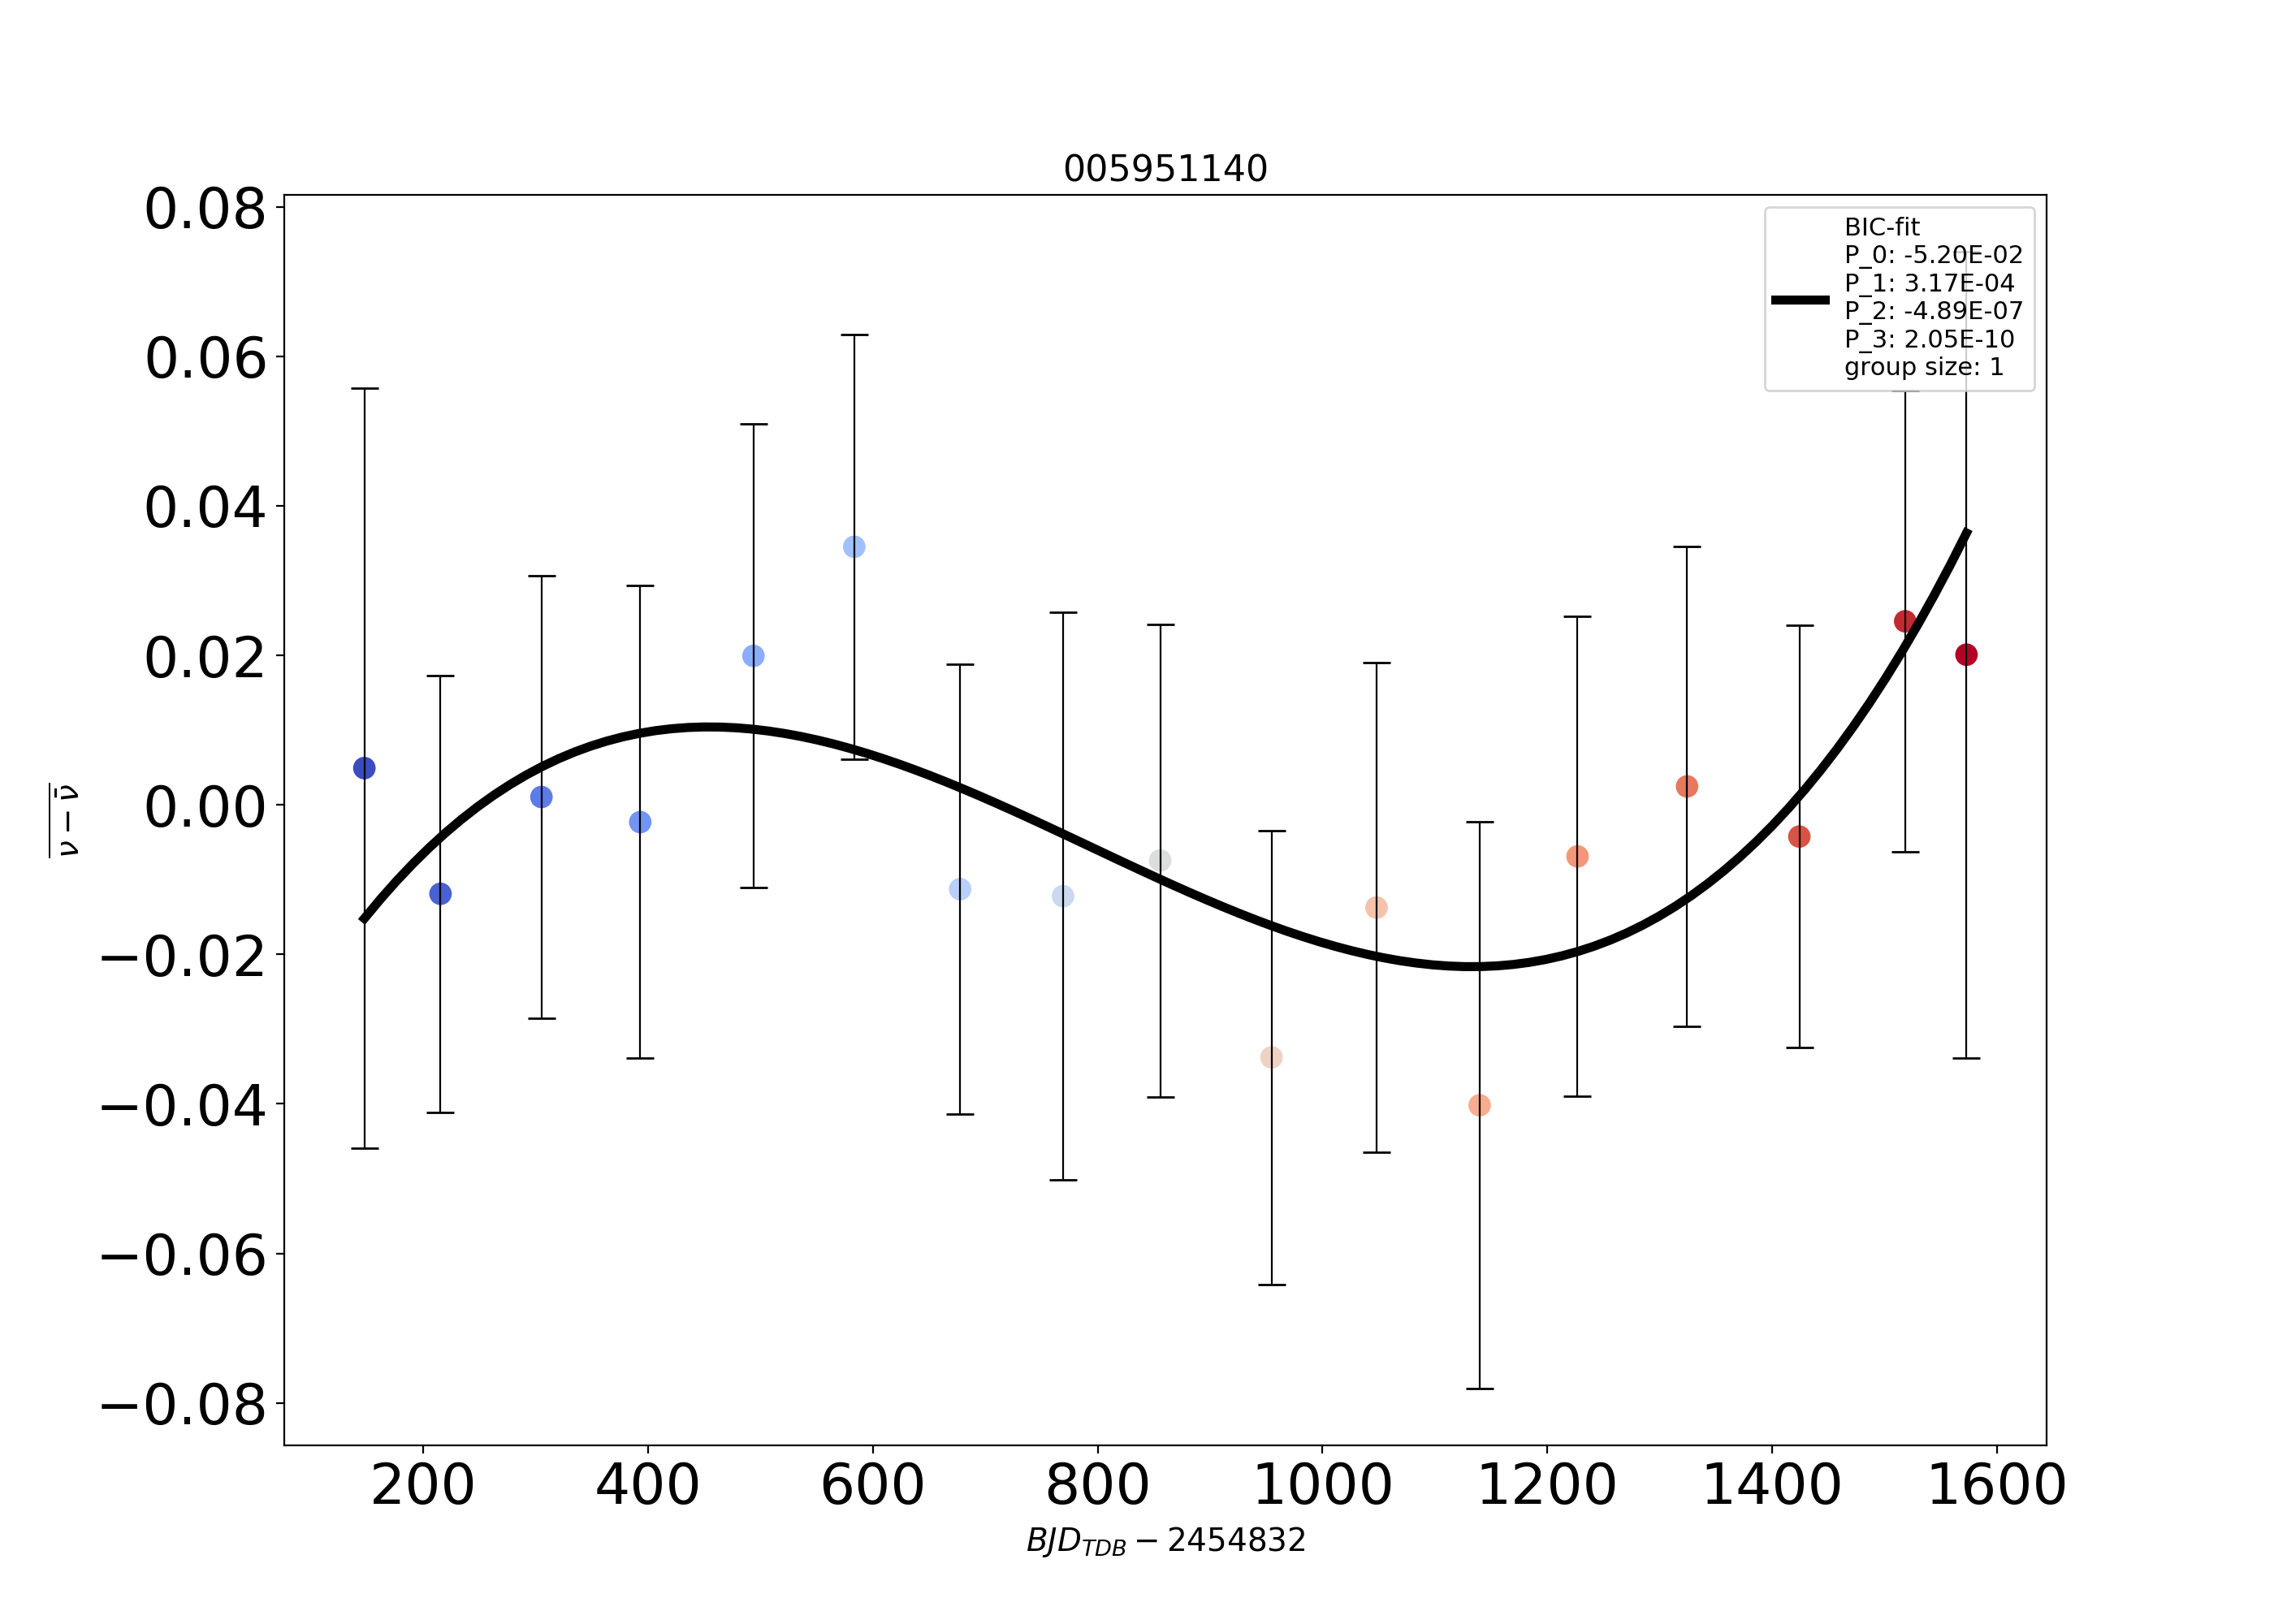 005951140
0.08
0.06
0.04
0.02
0.00
−0.02
−0.04
−0.06
−0.08
ν − ν̄
BIC-fit
P_0: -5.20E-02
P_1: 3.17E-04
P_2: -4.89E-07
P_3: 2.05E-10
group size: 1
200 400 600 800 1000 1200 1400 1600
BJD_TDB − 2454832